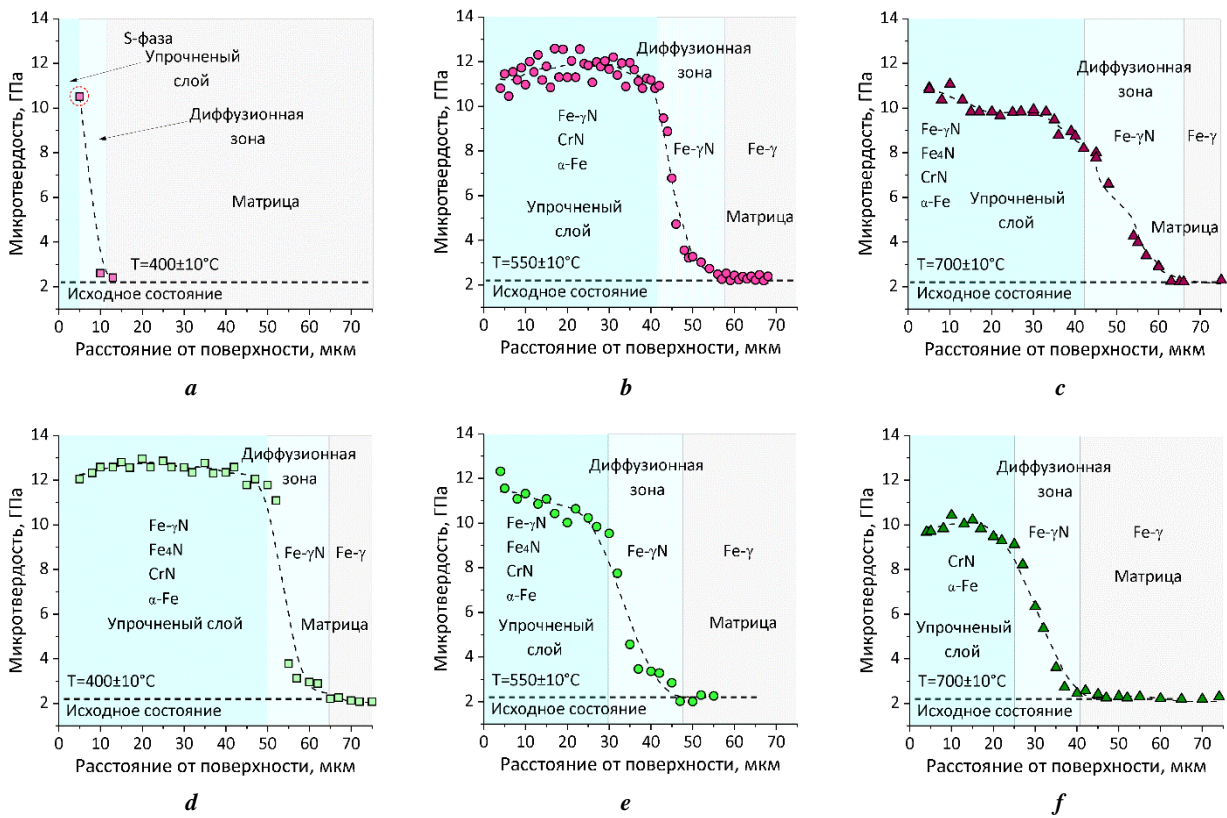 14
12
10
8
6
4
2
Микротвердость, ГПа
S-фаза
Упрочненый
слой
Диффузионная
зона
Матрица
T=400±10°C
Исходное состояние
0 10 20 30 40 50 60 70
Расстояние от поверхности, мкм
a
14
12
10
8
6
4
2
Микротвердость, ГПа
Диффузионная
зона
Fe-γN
CrN
α-Fe
Fe-γN
Fe-γ
Упрочненый
слой
Матрица
T=550±10°C
Исходное состояние
0 10 20 30 40 50 60 70
Расстояние от поверхности, мкм
b
14
12
10
8
6
4
2
Микротвердость, ГПа
Диффузионная
зона
Fe-γN
Fe4N
CrN
α-Fe
Fe-γN
Fe-γ
Упрочненый
слой
Матрица
T=700±10°C
Исходное состояние
0 10 20 30 40 50 60 70
Расстояние от поверхности, мкм
c
14
12
10
8
6
4
2
Микротвердость, ГПа
Диффузионная
зона
Fe-γN
Fe4N
CrN
α-Fe
Fe-γN
Fe-γ
Упрочненый слой
Матрица
T=400±10°C
Исходное состояние
0 10 20 30 40 50 60 70
Расстояние от поверхности, мкм
d
14
12
10
8
6
4
2
Микротвердость, ГПа
Диффузионная
зона
Fe-γN
Fe4N
CrN
α-Fe
Fe-γN
Fe-γ
Упрочненый
слой
Матрица
T=550±10°C
Исходное состояние
0 10 20 30 40 50 60 70
Расстояние от поверхности, мкм
e
14
12
10
8
6
4
2
Микротвердость, ГПа
Диффузионная
зона
CrN
α-Fe
Fe-γN
Fe-γ
Матрица
Упрочненый
слой
T=700±10°C
Исходное состояние
0 10 20 30 40 50 60 70
Расстояние от поверхности, мкм
f